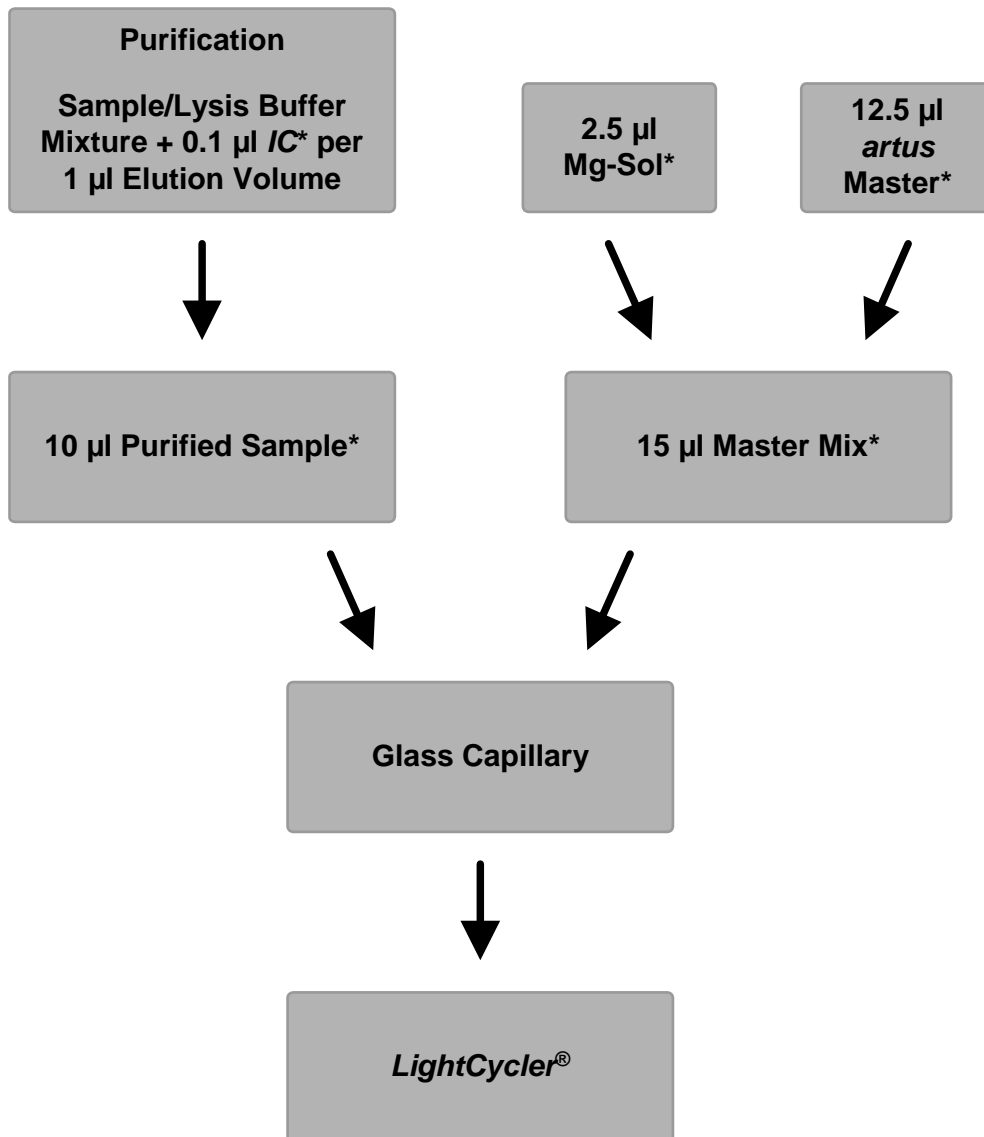 Purification
Sample/Lysis Buffer
Mixture + 0.1 µl IC* per
1 µl Elution Volume
2.5 µl
Mg-Sol*
12.5 µl
artus
Master*
10 µl Purified Sample*
15 µl Master Mix*
Glass Capillary
LightCycler®